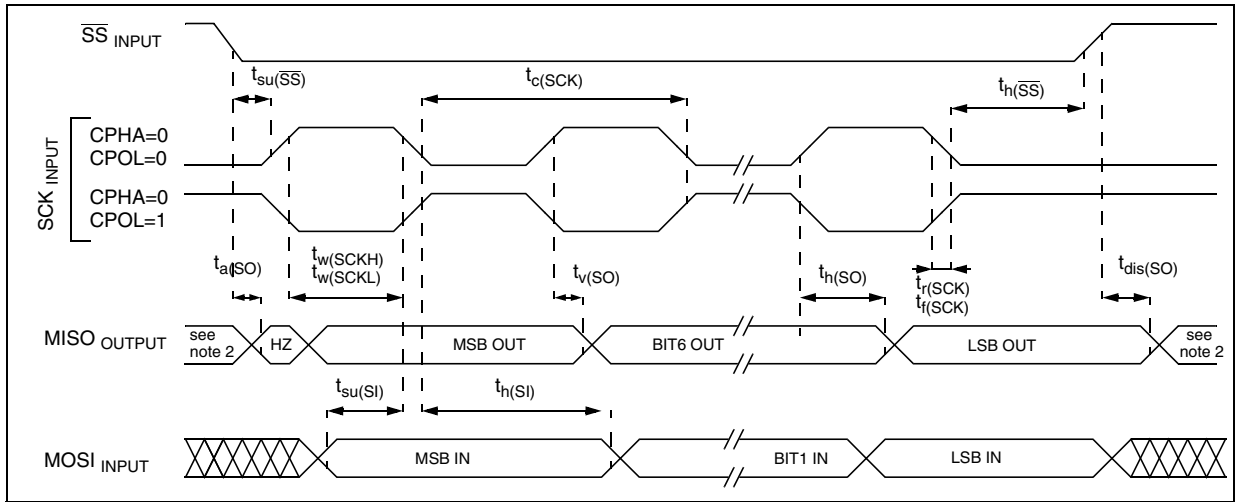 SS INPUT
tsu(SS)
tc(SCK)
th(SS)
SCK INPUT
CPHA=0
CPOL=0
CPHA=0
CPOL=1
ta(SO)
tw(SCKH)
tw(SCKL)
tv(SO)
th(SO)
tr(SCK)
tf(SCK)
tdis(SO)
MISO OUTPUT
see
note 2
HZ
MSB OUT
BIT6 OUT
LSB OUT
see
note 2
tsu(SI)
th(SI)
MOSI INPUT
MSB IN
BIT1 IN
LSB IN